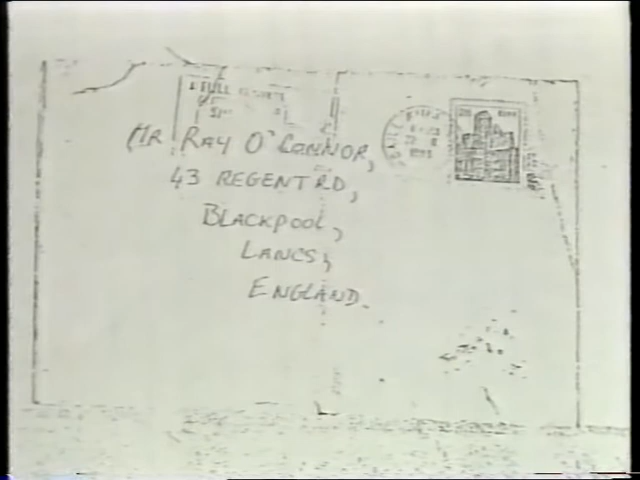 Mr Ray O'Connor,
43 Regent Rd,
Blackpool,
Lancs,
England.